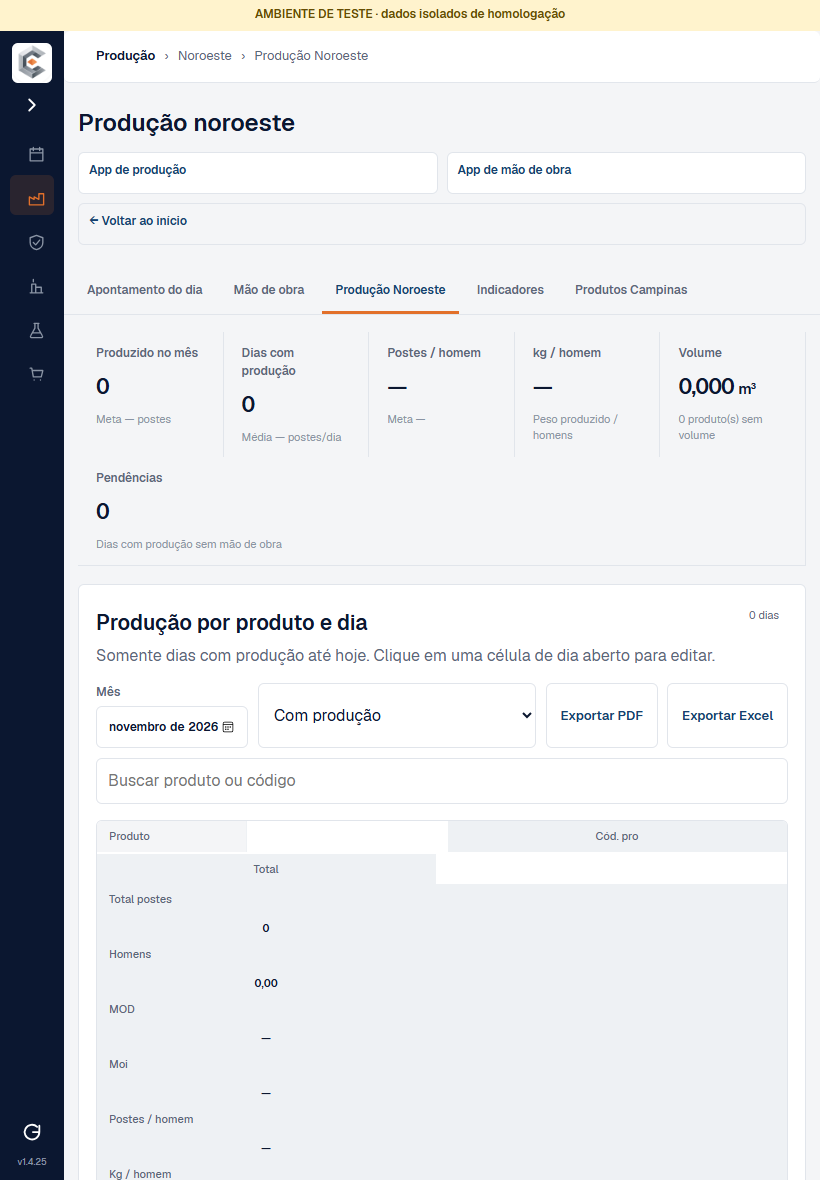 AMBIENTE DE TESTE · dados isolados de homologação
Produção › Noroeste › Produção Noroeste
Produção noroeste
App de produção
App de mão de obra
← Voltar ao início
Apontamento do dia
Mão de obra
Produção Noroeste
Indicadores
Produtos Campinas
Produzido no mês
0
Meta — postes
Dias com
produção
0
Média — postes/dia
Postes / homem
—
Meta —
kg / homem
—
Peso produzido /
homens
Volume
0,000 m³
0 produto(s) sem
volume
Pendências
0
Dias com produção sem mão de obra
Produção por produto e dia
0 dias
Somente dias com produção até hoje. Clique em uma célula de dia aberto para editar.
Mês
novembro de 2026
Com produção
Exportar PDF
Exportar Excel
Buscar produto ou código
Produto
Cód. pro
Total
Total postes
0
Homens
0,00
MOD
—
Moi
—
Postes / homem
—
Kg / homem
v1.4.25